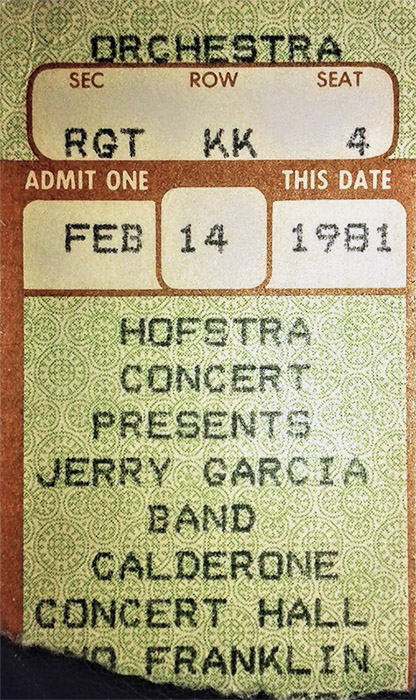 ORCHESTRA
SEC ROW SEAT
RGT KK 4
ADMIT ONE THIS DATE
FEB 14 1981
HOFSTRA
CONCERT
PRESENTS
JERRY GARCIA
BAND
CALDERONE
CONCERT HALL
FRANKLIN